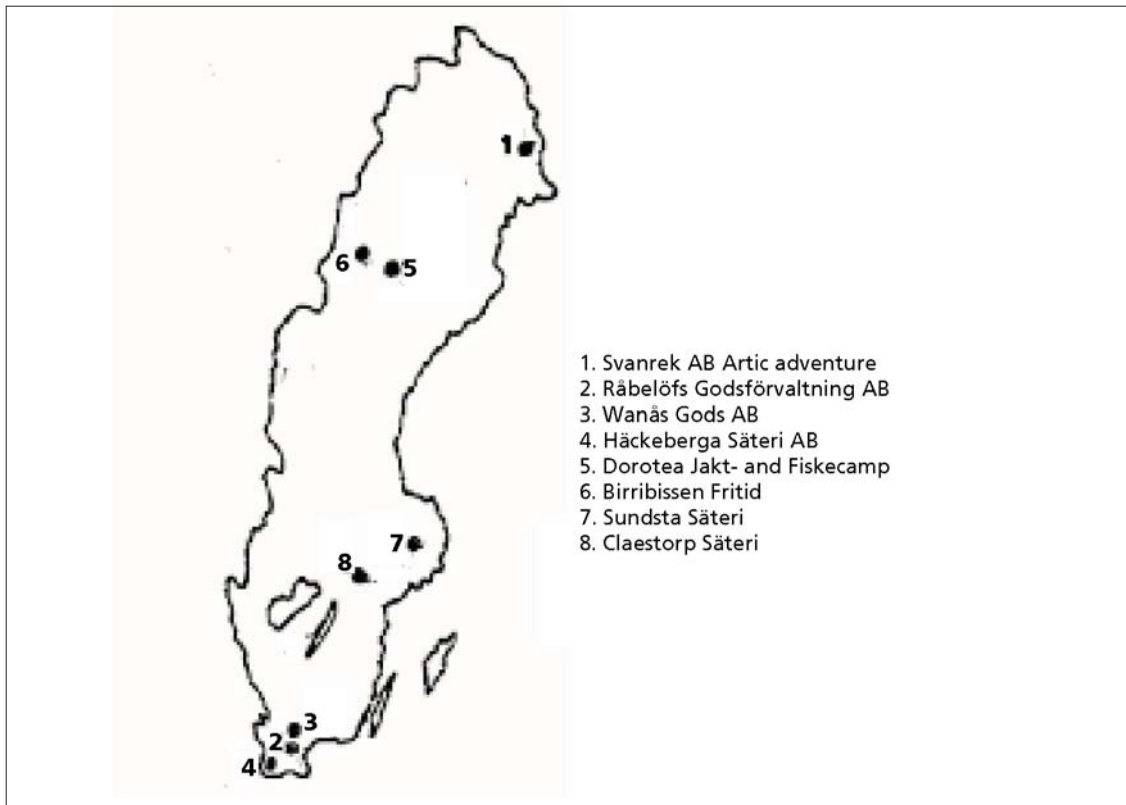 1
6
5
1. Svanrek AB Artic adventure
2. Råbelöfs Godsförvaltning AB
3. Wanås Gods AB
4. Häckeberga Säteri AB
5. Dorotea Jakt- and Fiskecamp
6. Birribissen Fritid
7. Sundsta Säteri
8. Claestorp Säteri
7
8
3
2
4